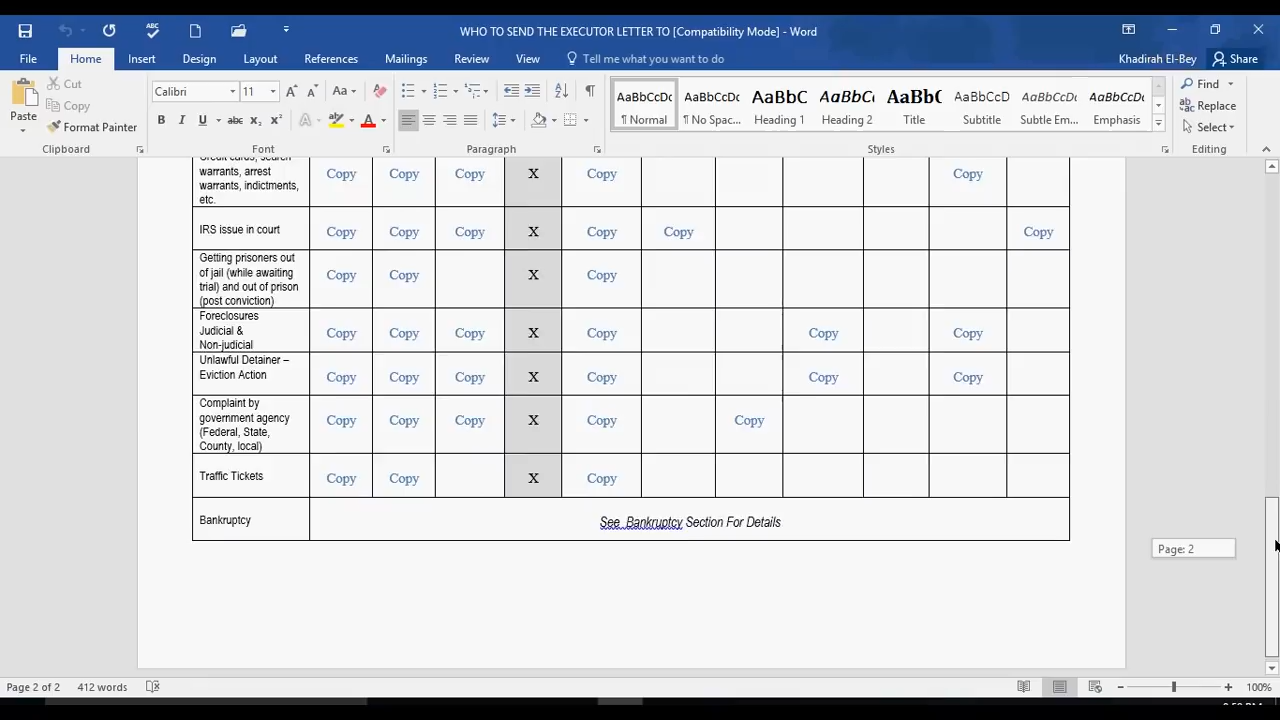 WHO TO SEND THE EXECUTOR LETTER TO [Compatibility Mode] - Word
File Home Insert Design Layout References Mailings Review View Tell me what you want to do Khadirah El-Bey Share
Paste
Cut
Copy
Format Painter
Calibri 11
Aa
B I U abc X₂ X²
A A
AaBbCcDc AaBbCcDc AaBbC AaBbCc AaBbC AaBbCcD AaBbCcDc AaBbCcDc
¶ Normal ¶ No Spac... Heading 1 Heading 2 Title Subtitle Subtle Em... Emphasis
Find
Replace
Select
Clipboard Font Paragraph Styles Editing
Credit cards, search
warrants, arrest
warrants, indictments,
etc.
Copy Copy Copy X Copy Copy
IRS issue in court Copy Copy Copy X Copy Copy Copy
Getting prisoners out
of jail (while awaiting
trial) and out of prison
(post conviction)
Copy Copy X Copy
Foreclosures
Judicial &
Non-judicial
Copy Copy Copy X Copy Copy Copy
Unlawful Detainer –
Eviction Action
Copy Copy Copy X Copy Copy Copy
Complaint by
government agency
(Federal, State,
County, local)
Copy Copy Copy X Copy Copy
Traffic Tickets Copy Copy X Copy
Bankruptcy See Bankruptcy Section For Details
Page: 2
Page 2 of 2 412 words 100%